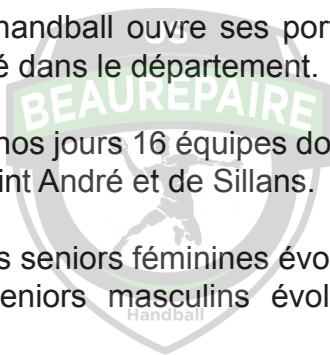 US
handball ouvre ses por
é dans le département.
BEAUREPAIRE
nos jours 16 équipes do
int André et de Sillans.
s seniors féminines évo
eniors masculins évol
Handball